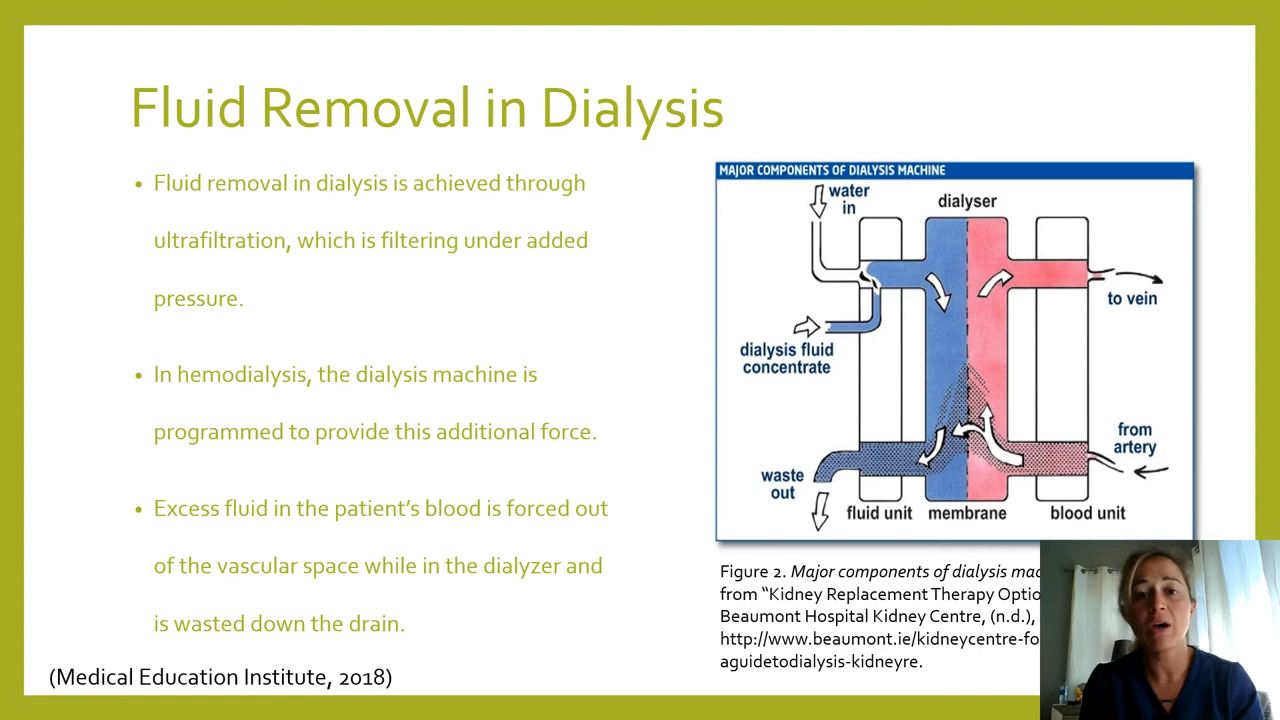 Fluid Removal in Dialysis
• Fluid removal in dialysis is achieved through
ultrafiltration, which is filtering under added
pressure.
• In hemodialysis, the dialysis machine is
programmed to provide this additional force.
• Excess fluid in the patient’s blood is forced out
of the vascular space while in the dialyzer and
is wasted down the drain.
(Medical Education Institute, 2018)
MAJOR COMPONENTS OF DIALYSIS MACHINE
water
in
dialyser
to vein
dialysis fluid
concentrate
from
artery
waste
out
fluid unit
membrane
blood unit
Figure 2. Major components of dialysis
from “Kidney Replacement Therapy
Beaumont Hospital Kidney Centre, (n.d.),
http://www.beaumont.ie/kidneycentre-fo
aguidetodialysis-kidneyre.